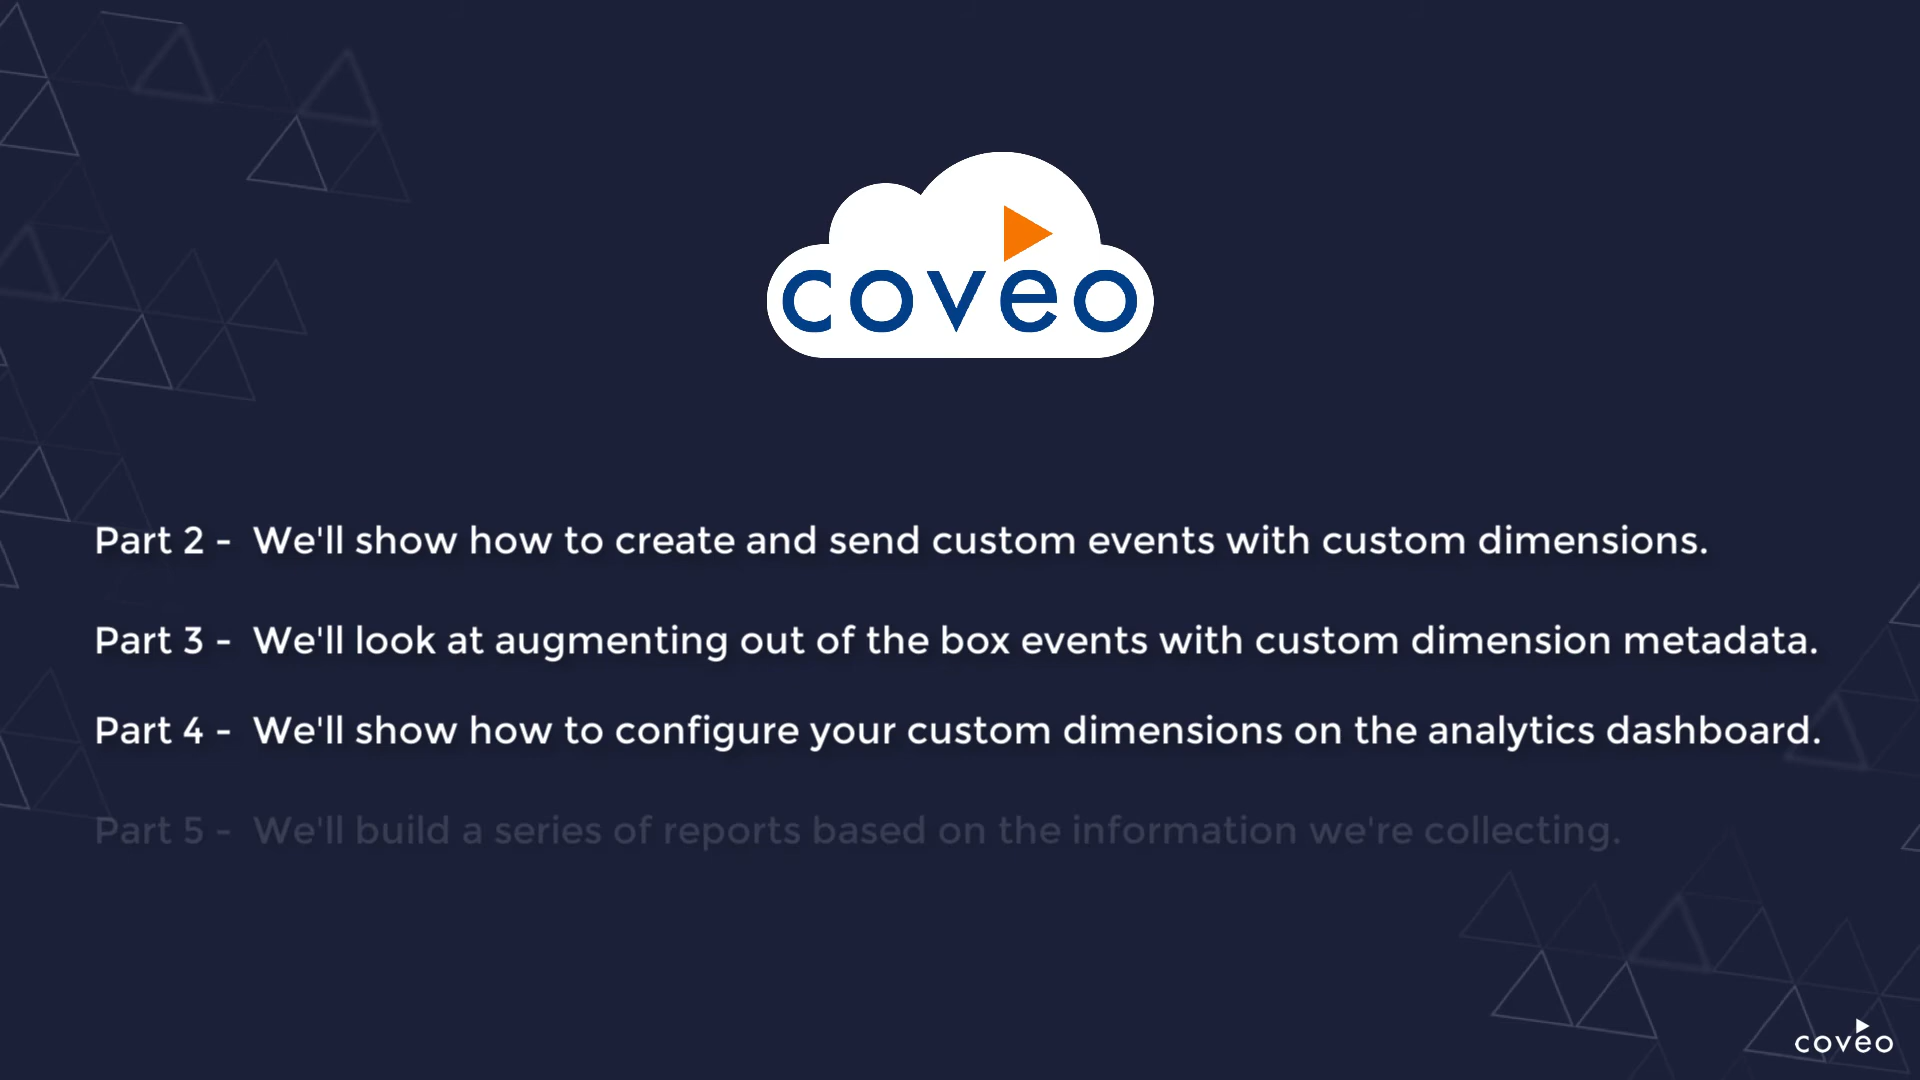 coveo
Part 2 - We'll show how to create and send custom events with custom dimensions.
Part 3 - We'll look at augmenting out of the box events with custom dimension metadata.
Part 4 - We'll show how to configure your custom dimensions on the analytics dashboard.
Part 5 - We'll build a series of reports based on the information we're collecting.
coveo